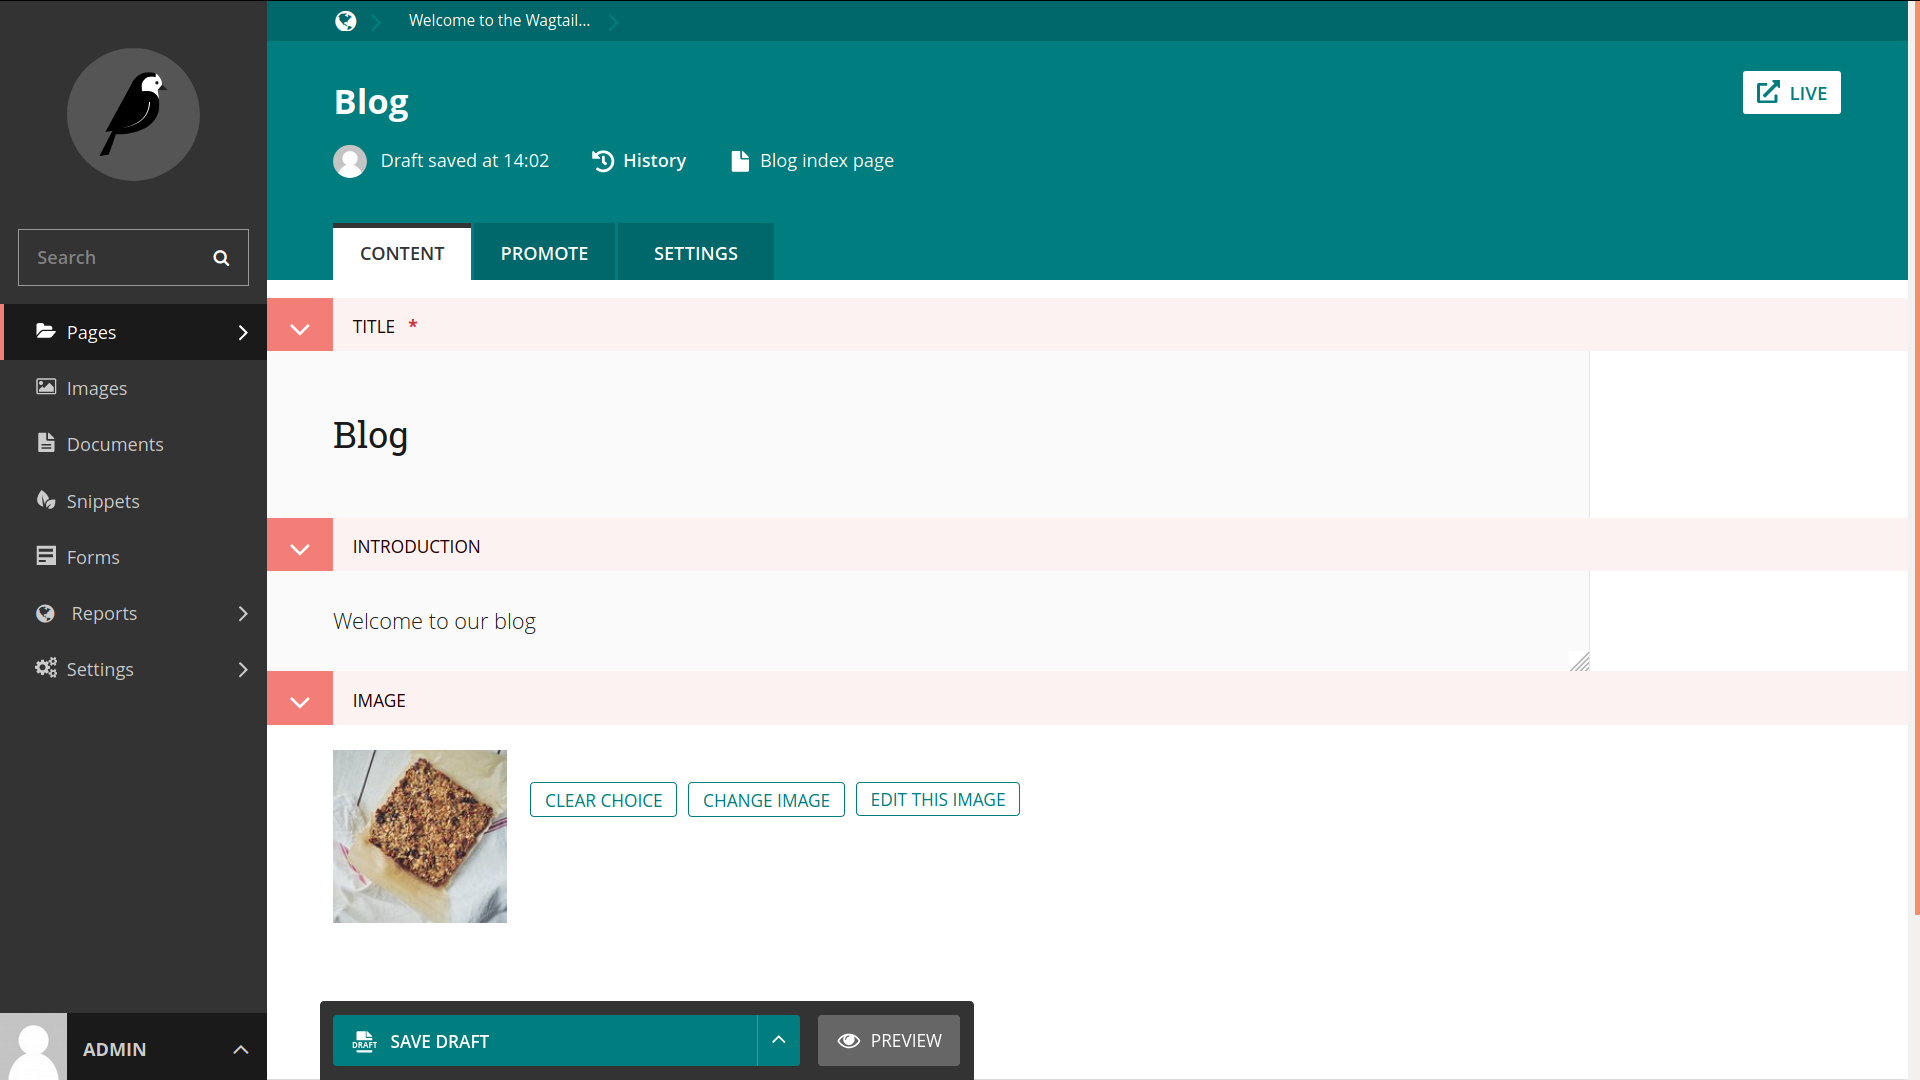 Welcome to the Wagtail...
Blog
LIVE
Draft saved at 14:02 History Blog index page
CONTENT PROMOTE SETTINGS
Search
Pages
Images
Documents
Snippets
Forms
Reports
Settings
ADMIN
TITLE *
Blog
INTRODUCTION
Welcome to our blog
IMAGE
CLEAR CHOICE CHANGE IMAGE EDIT THIS IMAGE
DRAFT SAVE DRAFT PREVIEW